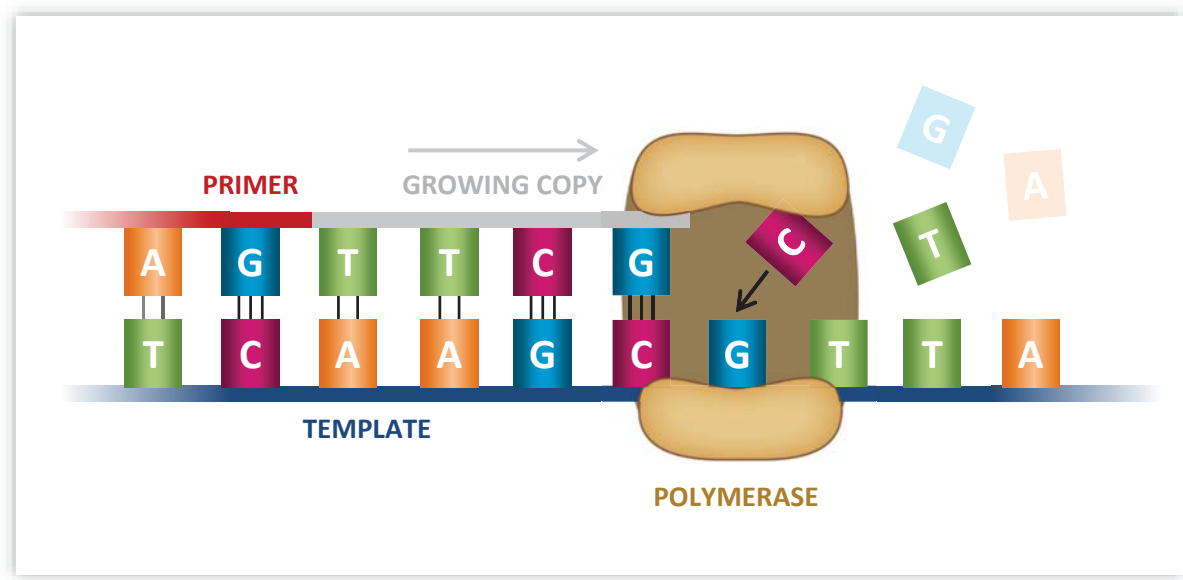 G
A
PRIMER
GROWING COPY
C
T
A G T T C G
T C A A G C G T T A
TEMPLATE
POLYMERASE